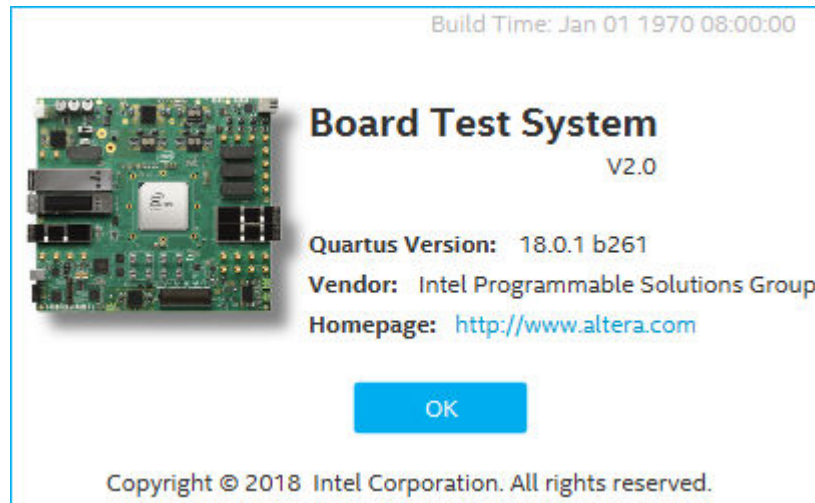 Build Time: Jan 01 1970 08:00:00
Board Test System
V2.0
Quartus Version: 18.0.1 b261
Vendor: Intel Programmable Solutions Group
Homepage: http://www.altera.com
OK
Copyright © 2018 Intel Corporation. All rights reserved.